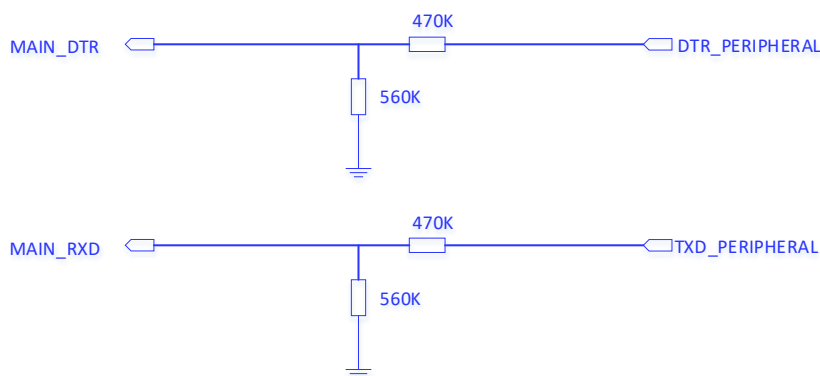 470K
MAIN_DTR
DTR_PERIPHERAL
560K
470K
MAIN_RXD
TXD_PERIPHERAL
560K